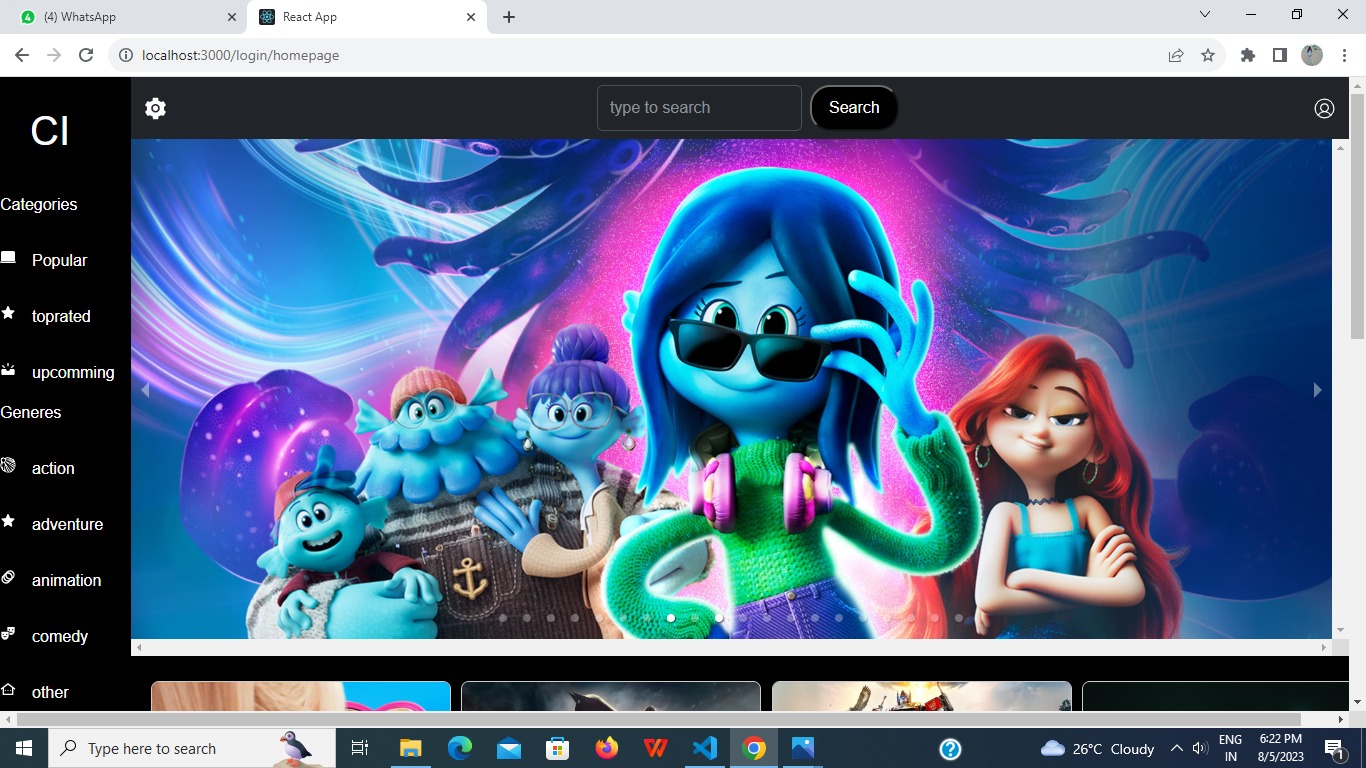 (4) WhatsApp
React App
localhost:3000/login/homepage
CI
type to search
Search
Categories
Popular
toprated
upcomming
Generes
action
adventure
animation
comedy
other
Type here to search
26°C Cloudy
ENG
IN
6:22 PM
8/5/2023
1